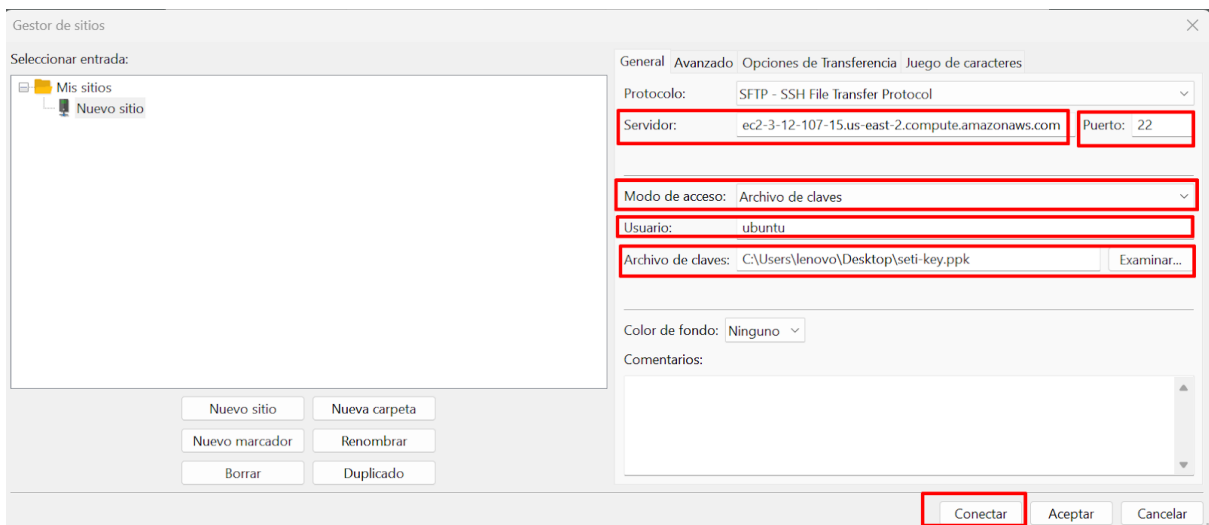 Gestor de sitios
Seleccionar entrada:
Mis sitios
Nuevo sitio
Nuevo sitio
Nueva carpeta
Nuevo marcador
Renombrar
Borrar
Duplicado
General Avanzado Opciones de Transferencia Juego de caracteres
Protocolo: SFTP - SSH File Transfer Protocol
Servidor: ec2-3-12-107-15.us-east-2.compute.amazonaws.com Puerto: 22
Modo de acceso: Archivo de claves
Usuario: ubuntu
Archivo de claves: C:\Users\lenovo\Desktop\seti-key.ppk Examinar...
Color de fondo: Ninguno
Comentarios:
Conectar Aceptar Cancelar